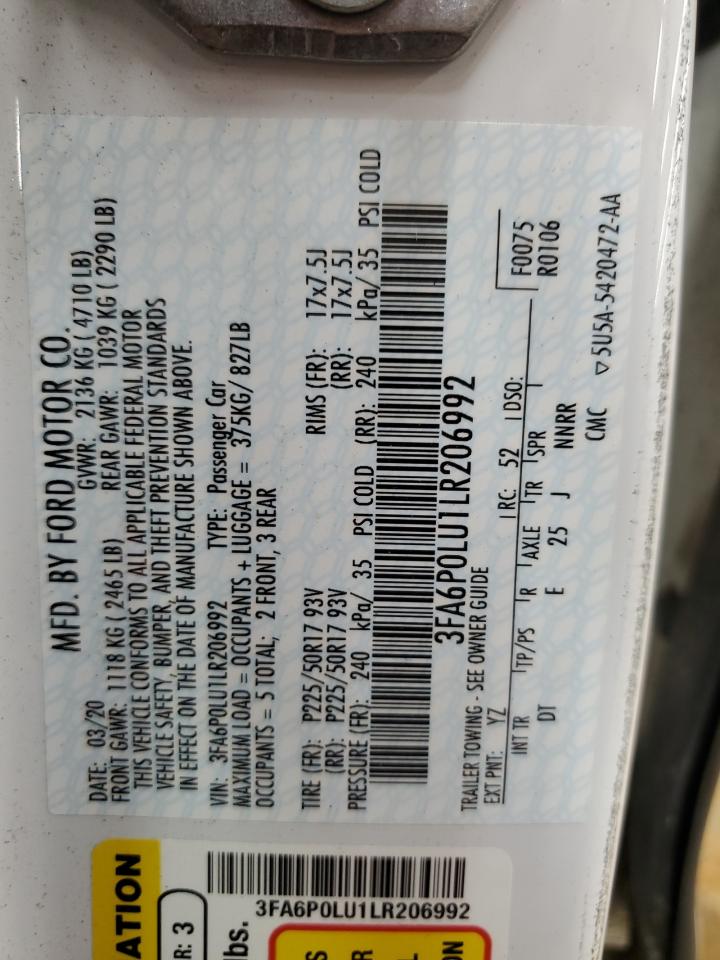 MFD. BY FORD MOTOR CO.
DATE: 03/20 GVWR: 2136 KG ( 4710 LB)
FRONT GAWR: 1118 KG ( 2465 LB) REAR GAWR: 1039 KG ( 2290 LB)
THIS VEHICLE CONFORMS TO ALL APPLICABLE FEDERAL MOTOR
VEHICLE SAFETY, BUMPER, AND THEFT PREVENTION STANDARDS
IN EFFECT ON THE DATE OF MANUFACTURE SHOWN ABOVE.
VIN: 3FA6P0LU1LR206992 TYPE: Passenger Car
MAXIMUM LOAD = OCCUPANTS + LUGGAGE = 375KG/ 827LB
OCCUPANTS = 5 TOTAL; 2 FRONT, 3 REAR
TIRE (FR): P225/50R17 93V RIMS (FR): 17x7.5J
(RR): P225/50R17 93V (RR): 17x7.5J
PRESSURE (FR): 240 kPa/ 35 PSI COLD (RR): 240 kPa/ 35 PSI COLD
3FA6P0LU1LR206992
TRAILER TOWING - SEE OWNER GUIDE
EXT PNT: YZ RC: 52 DSO: F0075
INT TR TP/PS R AXLE TR SPR R0106
DT E 25 J NNRR
CMC ▽5U5A-5420472-AA
ATION
R: 3
lbs.
3FA6P0LU1LR206992
S
R
L
ON